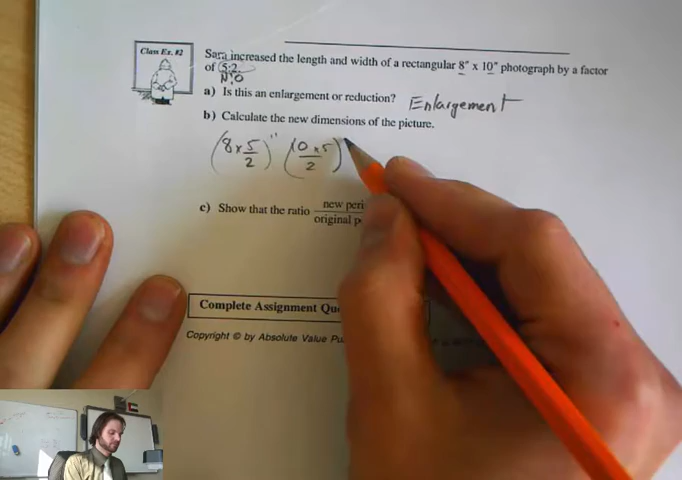 Class Ex. #2
Sara increased the length and width of a rectangular 8" x 10" photograph by a factor
of 5:2.
N:O
a) Is this an enlargement or reduction? Enlargement
b) Calculate the new dimensions of the picture.
(8 x 5/2)" (10 x 5/2)
c) Show that the ratio new peri
original p
Complete Assignment Que
Copyright © by Absolute Value Pu